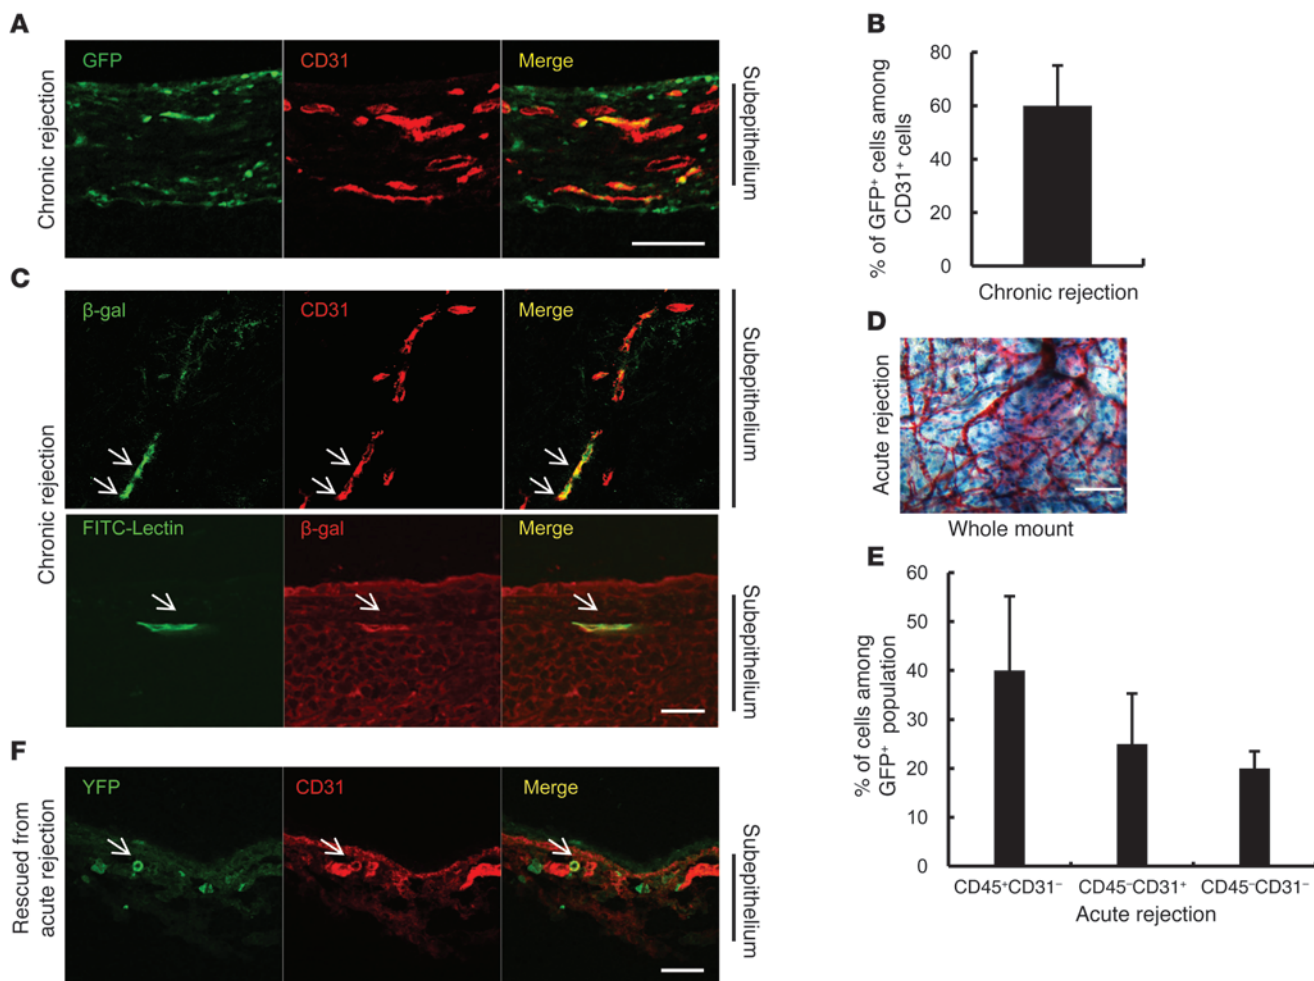 A
GFP
CD31
Merge
Chronic rejection
Subepithelium
B
80
60
40
20
0
% of GFP⁺ cells among
CD31⁺ cells
Chronic rejection
C
β-gal
CD31
Merge
Subepithelium
Chronic rejection
FITC-Lectin
β-gal
Merge
Subepithelium
D
Acute rejection
Whole mount
E
60
50
40
30
20
10
0
% of cells among
GFP⁺ population
CD45⁺CD31⁻
CD45⁻CD31⁺
CD45⁻CD31⁻
Acute rejection
F
YFP
CD31
Merge
Rescued from
acute rejection
Subepithelium